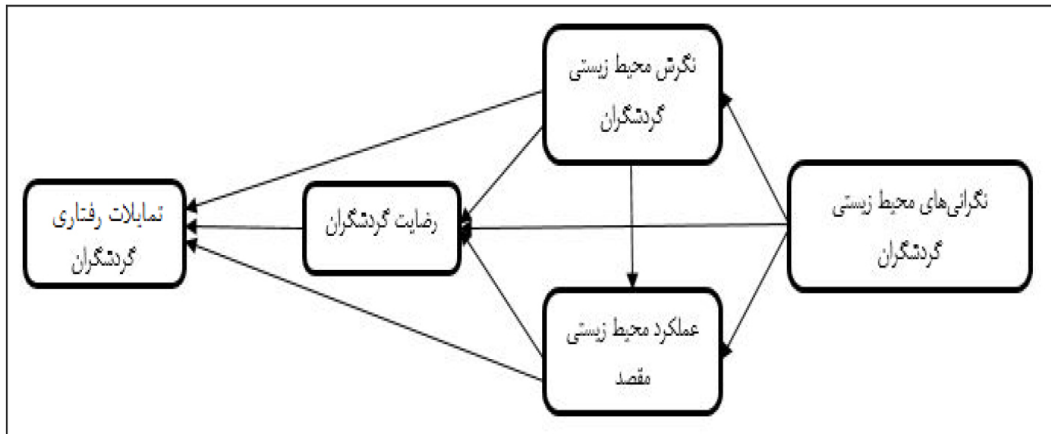 نگرش محیط زیستی
گردشگران
نگرانی‌های محیط زیستی
گردشگران
رضایت گردشگران
تمایلات رفتاری
گردشگران
عملکرد محیط زیستی
مقصد